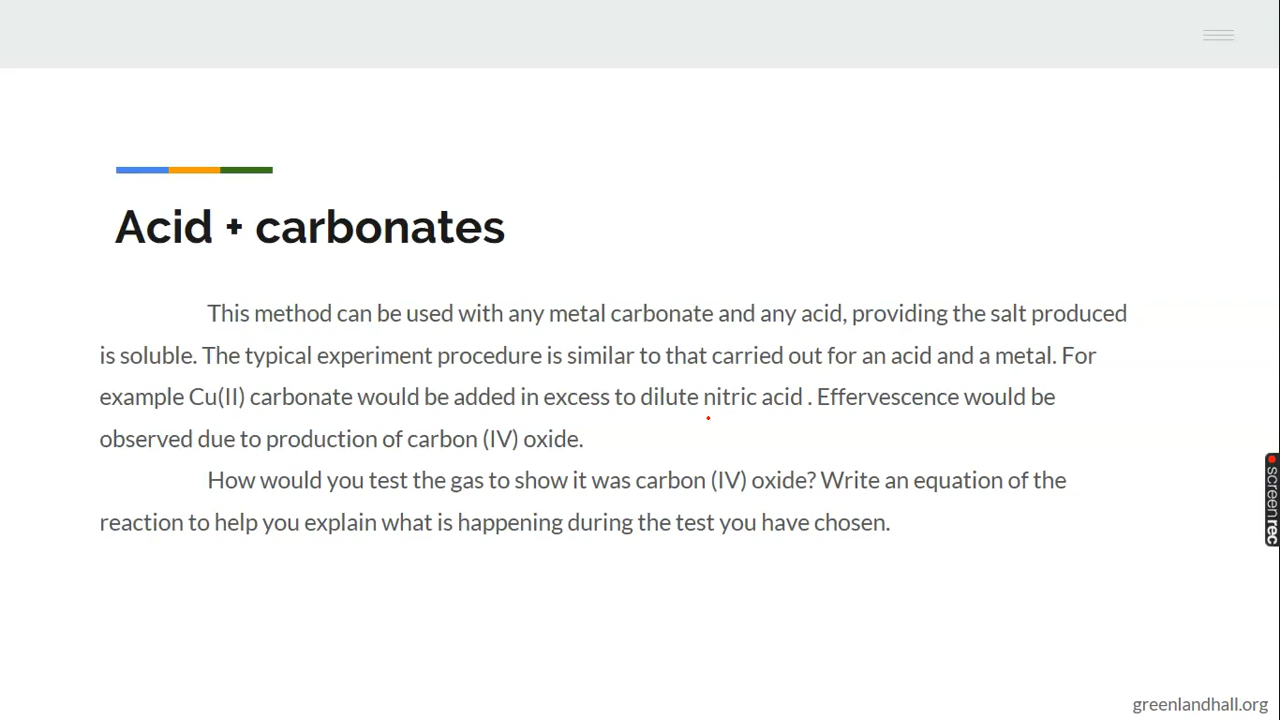 Acid + carbonates
This method can be used with any metal carbonate and any acid, providing the salt produced
is soluble. The typical experiment procedure is similar to that carried out for an acid and a metal. For
example Cu(II) carbonate would be added in excess to dilute nitric acid . Effervescence would be
observed due to production of carbon (IV) oxide.
How would you test the gas to show it was carbon (IV) oxide? Write an equation of the
reaction to help you explain what is happening during the test you have chosen.
screenrec
greenlandhall.org